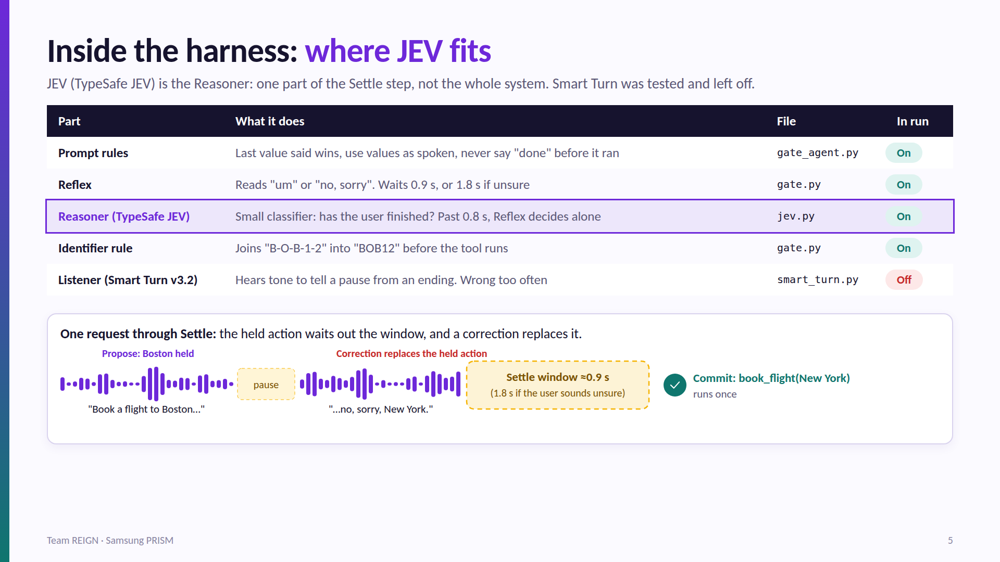 Inside the harness: where JEV fits
JEV (TypeSafe JEV) is the Reasoner: one part of the Settle step, not the whole system. Smart Turn was tested and left off.
Part What it does File In run
Prompt rules Last value said wins, use values as spoken, never say "done" before it ran gate_agent.py On
Reflex Reads "um" or "no, sorry". Waits 0.9 s, or 1.8 s if unsure gate.py On
Reasoner (TypeSafe JEV) Small classifier: has the user finished? Past 0.8 s, Reflex decides alone jev.py On
Identifier rule Joins "B-O-B-1-2" into "BOB12" before the tool runs gate.py On
Listener (Smart Turn v3.2) Hears tone to tell a pause from an ending. Wrong too often smart_turn.py Off
One request through Settle: the held action waits out the window, and a correction replaces it.
Propose: Boston held
Correction replaces the held action
pause
Settle window ≈0.9 s
(1.8 s if the user sounds unsure)
Commit: book_flight(New York)
runs once
"Book a flight to Boston..."
"...no, sorry, New York."
Team REIGN · Samsung PRISM
5